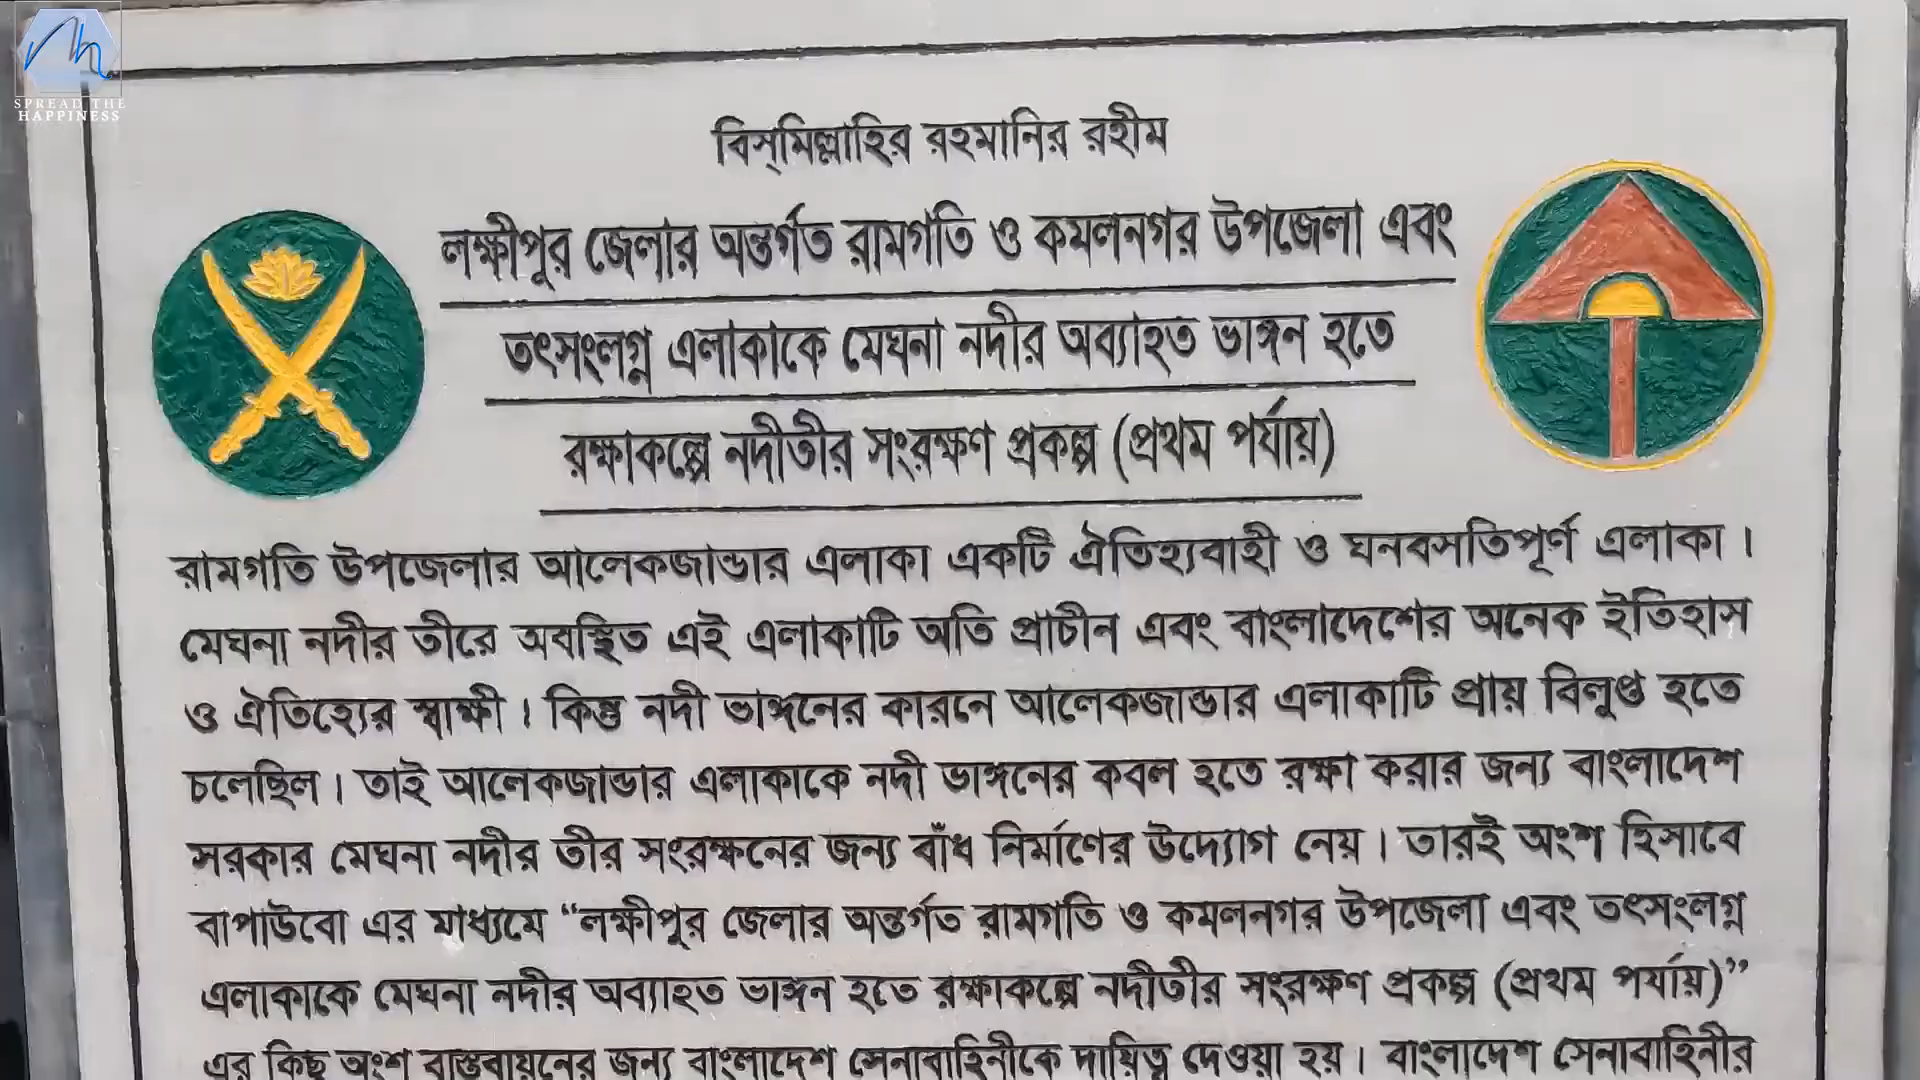 SPREAD THE
HAPPINESS
বিস্‌মিল্লাহির রহমানির রহীম
লক্ষীপুর জেলার অন্তর্গত রামগতি ও কমলনগর উপজেলা এবং
তৎসংলগ্ন এলাকাকে মেঘনা নদীর অব্যাহত ভাঙ্গন হতে
রক্ষাকল্পে নদীতীর সংরক্ষণ প্রকল্প (প্রথম পর্যায়)
রামগতি উপজেলার আলেকজান্ডার এলাকা একটি ঐতিহ্যবাহী ও ঘনবসতিপূর্ণ এলাকা।
মেঘনা নদীর তীরে অবস্থিত এই এলাকাটি অতি প্রাচীন এবং বাংলাদেশের অনেক ইতিহাস
ও ঐতিহ্যের স্বাক্ষী। কিন্তু নদী ভাঙ্গনের কারনে আলেকজান্ডার এলাকাটি প্রায় বিলুপ্ত হতে
চলেছিল। তাই আলেকজান্ডার এলাকাকে নদী ভাঙ্গনের কবল হতে রক্ষা করার জন্য বাংলাদেশ
সরকার মেঘনা নদীর তীর সংরক্ষনের জন্য বাঁধ নির্মাণের উদ্যোগ নেয়। তারই অংশ হিসাবে
বাপাউবো এর মাধ্যমে “লক্ষীপুর জেলার অন্তর্গত রামগতি ও কমলনগর উপজেলা এবং তৎসংলগ্ন
এলাকাকে মেঘনা নদীর অব্যাহত ভাঙ্গন হতে রক্ষাকল্পে নদীতীর সংরক্ষণ প্রকল্প (প্রথম পর্যায়)”
এর কিছু অংশ বাস্তবায়নের জন্য বাংলাদেশ সেনাবাহিনীকে দায়িত্ব দেওয়া হয়। বাংলাদেশ সেনাবাহিনীর